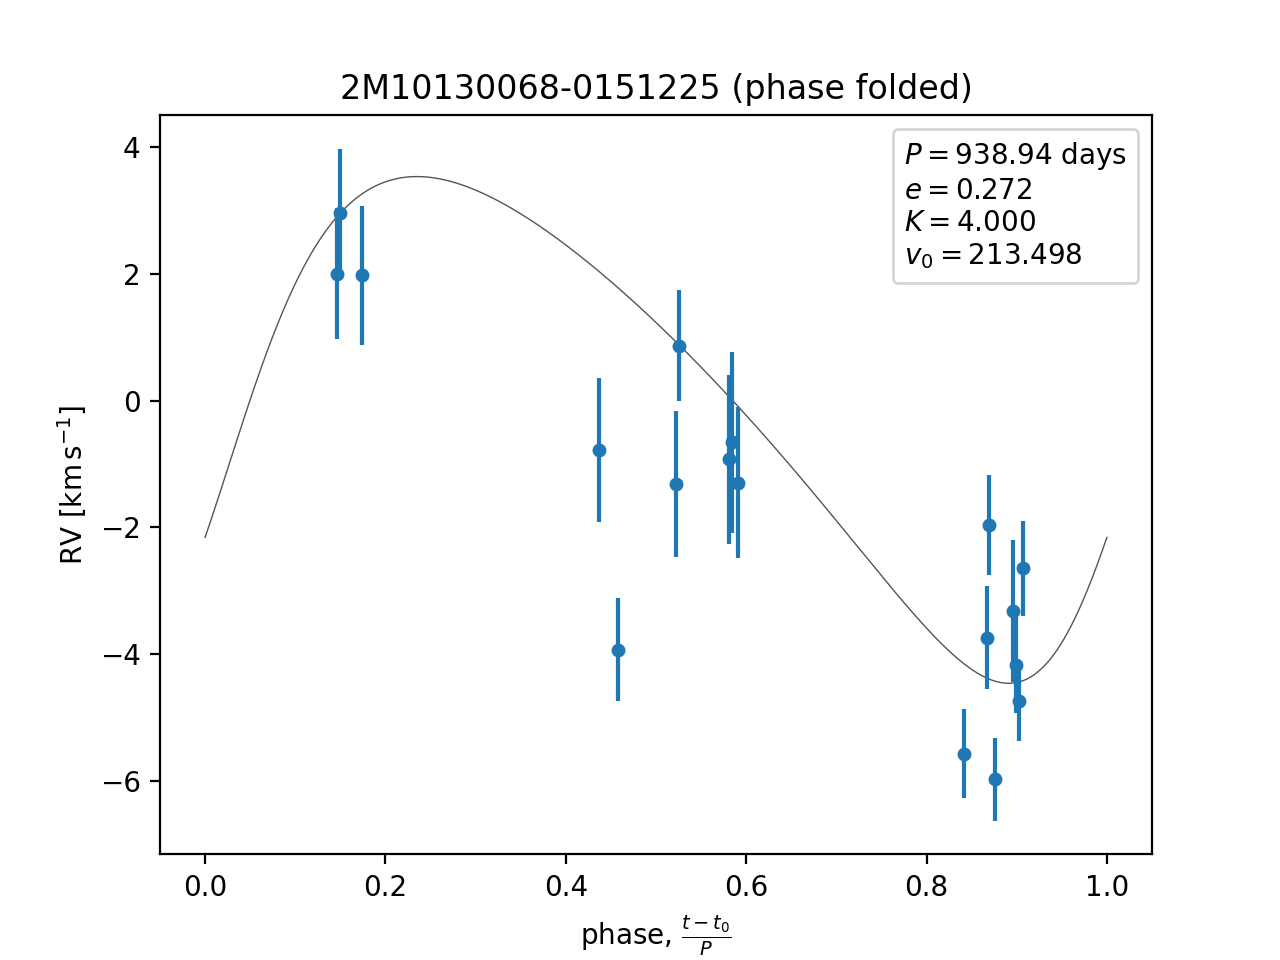 2M10130068-0151225 (phase folded)
P = 938.94 days
e = 0.272
K = 4.000
v₀ = 213.498
4
2
0
−2
−4
−6
RV [km s⁻¹]
0.0 0.2 0.4 0.6 0.8 1.0
phase, (t − t₀)/P